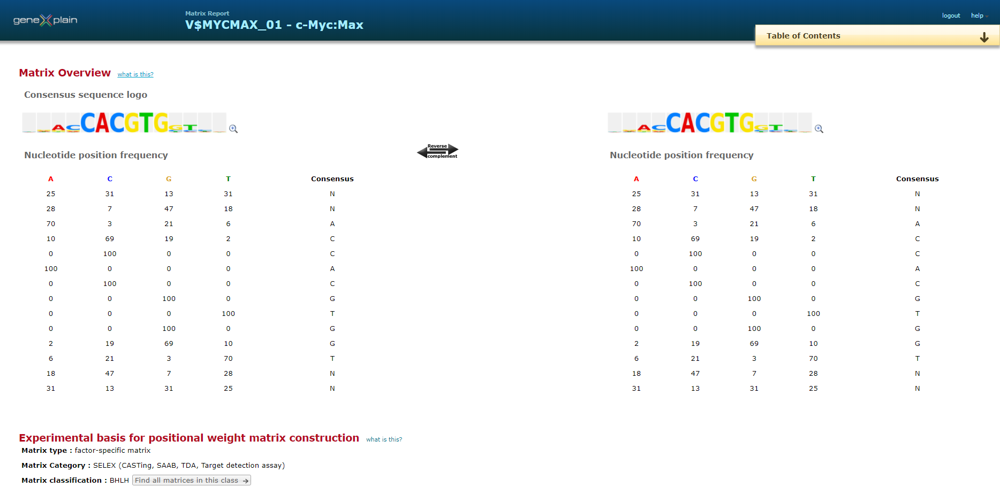 geneXplain
Matrix Report
V$MYCMAX_01 - c-Myc:Max
logout help
Table of Contents
Matrix Overview what is this?
Consensus sequence logo
CACGTG
CACGTG
Reverse
complement
Nucleotide position frequency
Nucleotide position frequency
A C G T Consensus
25 31 13 31 N
28 7 47 18 N
70 3 21 6 A
10 69 19 2 C
0 100 0 0 C
100 0 0 0 A
0 100 0 0 C
0 0 100 0 G
0 0 0 100 T
0 0 100 0 G
2 19 69 10 G
6 21 3 70 T
18 47 7 28 N
31 13 31 25 N
A C G T Consensus
25 31 13 31 N
28 7 47 18 N
70 3 21 6 A
10 69 19 2 C
0 100 0 0 C
100 0 0 0 A
0 100 0 0 C
0 0 100 0 G
0 0 0 100 T
0 0 100 0 G
2 19 69 10 G
6 21 3 70 T
18 47 7 28 N
31 13 31 25 N
Experimental basis for positional weight matrix construction what is this?
Matrix type : factor-specific matrix
Matrix Category : SELEX (CASTing, SAAB, TDA, Target detection assay)
Matrix classification : BHLH Find all matrices in this class